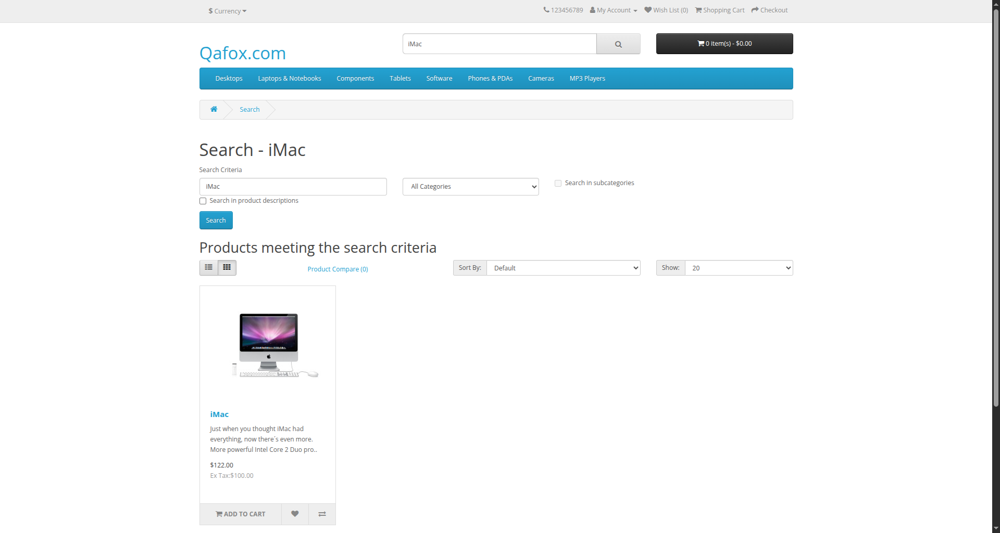 $ Currency
123456789 My Account Wish List (0) Shopping Cart Checkout
Qafox.com
iMac
0 item(s) - $0.00
Desktops Laptops & Notebooks Components Tablets Software Phones & PDAs Cameras MP3 Players
Search
Search - iMac
Search Criteria
iMac
All Categories
Search in subcategories
Search in product descriptions
Search
Products meeting the search criteria
Product Compare (0)
Sort By: Default
Show: 20
iMac
Just when you thought iMac had
everything, now there´s even more.
More powerful Intel Core 2 Duo pro..
$122.00
Ex Tax:$100.00
ADD TO CART